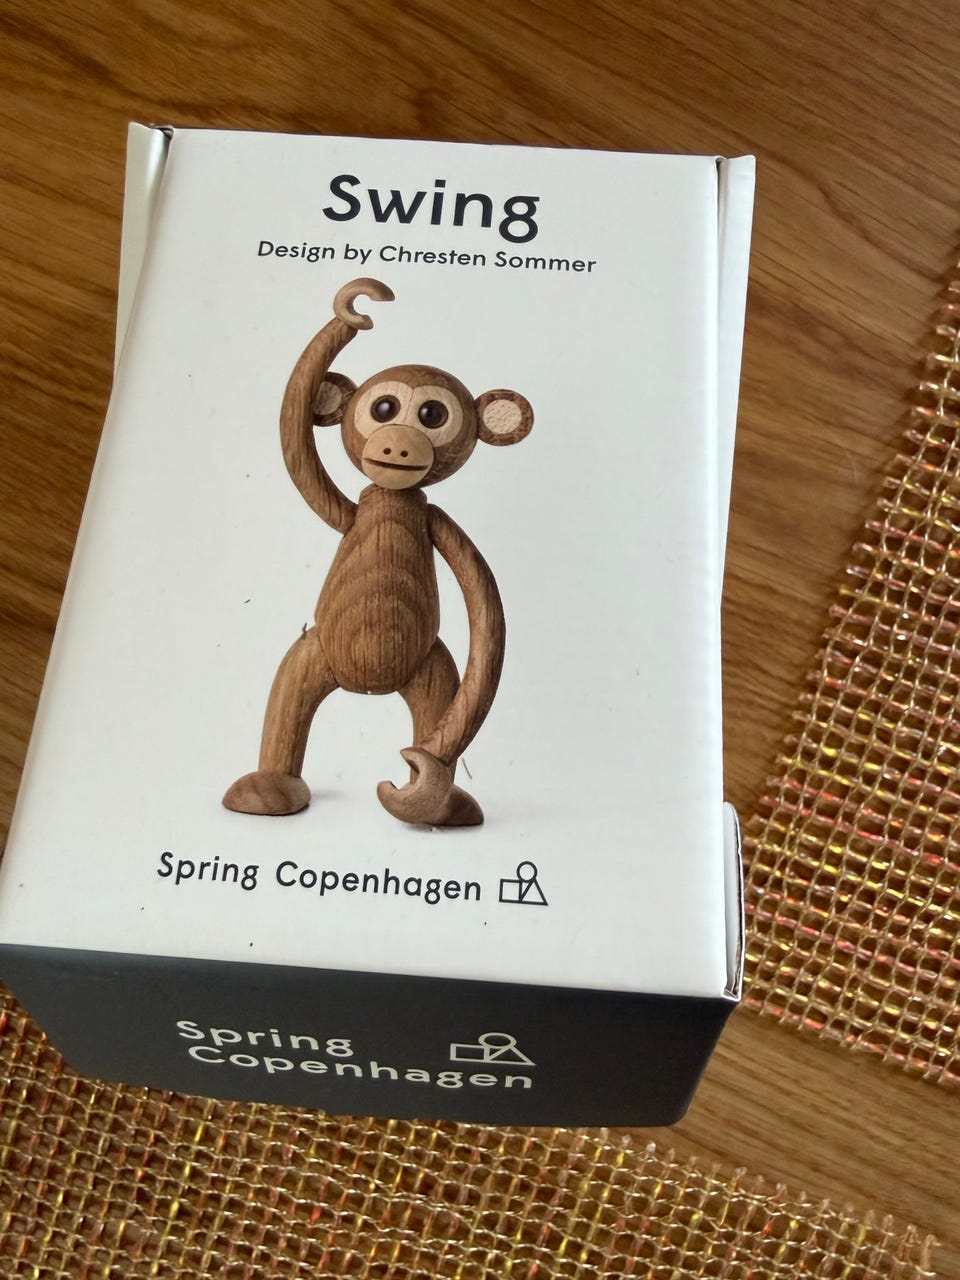 Swing
Design by Chresten Sommer
Spring Copenhagen
Spring
Copenhagen